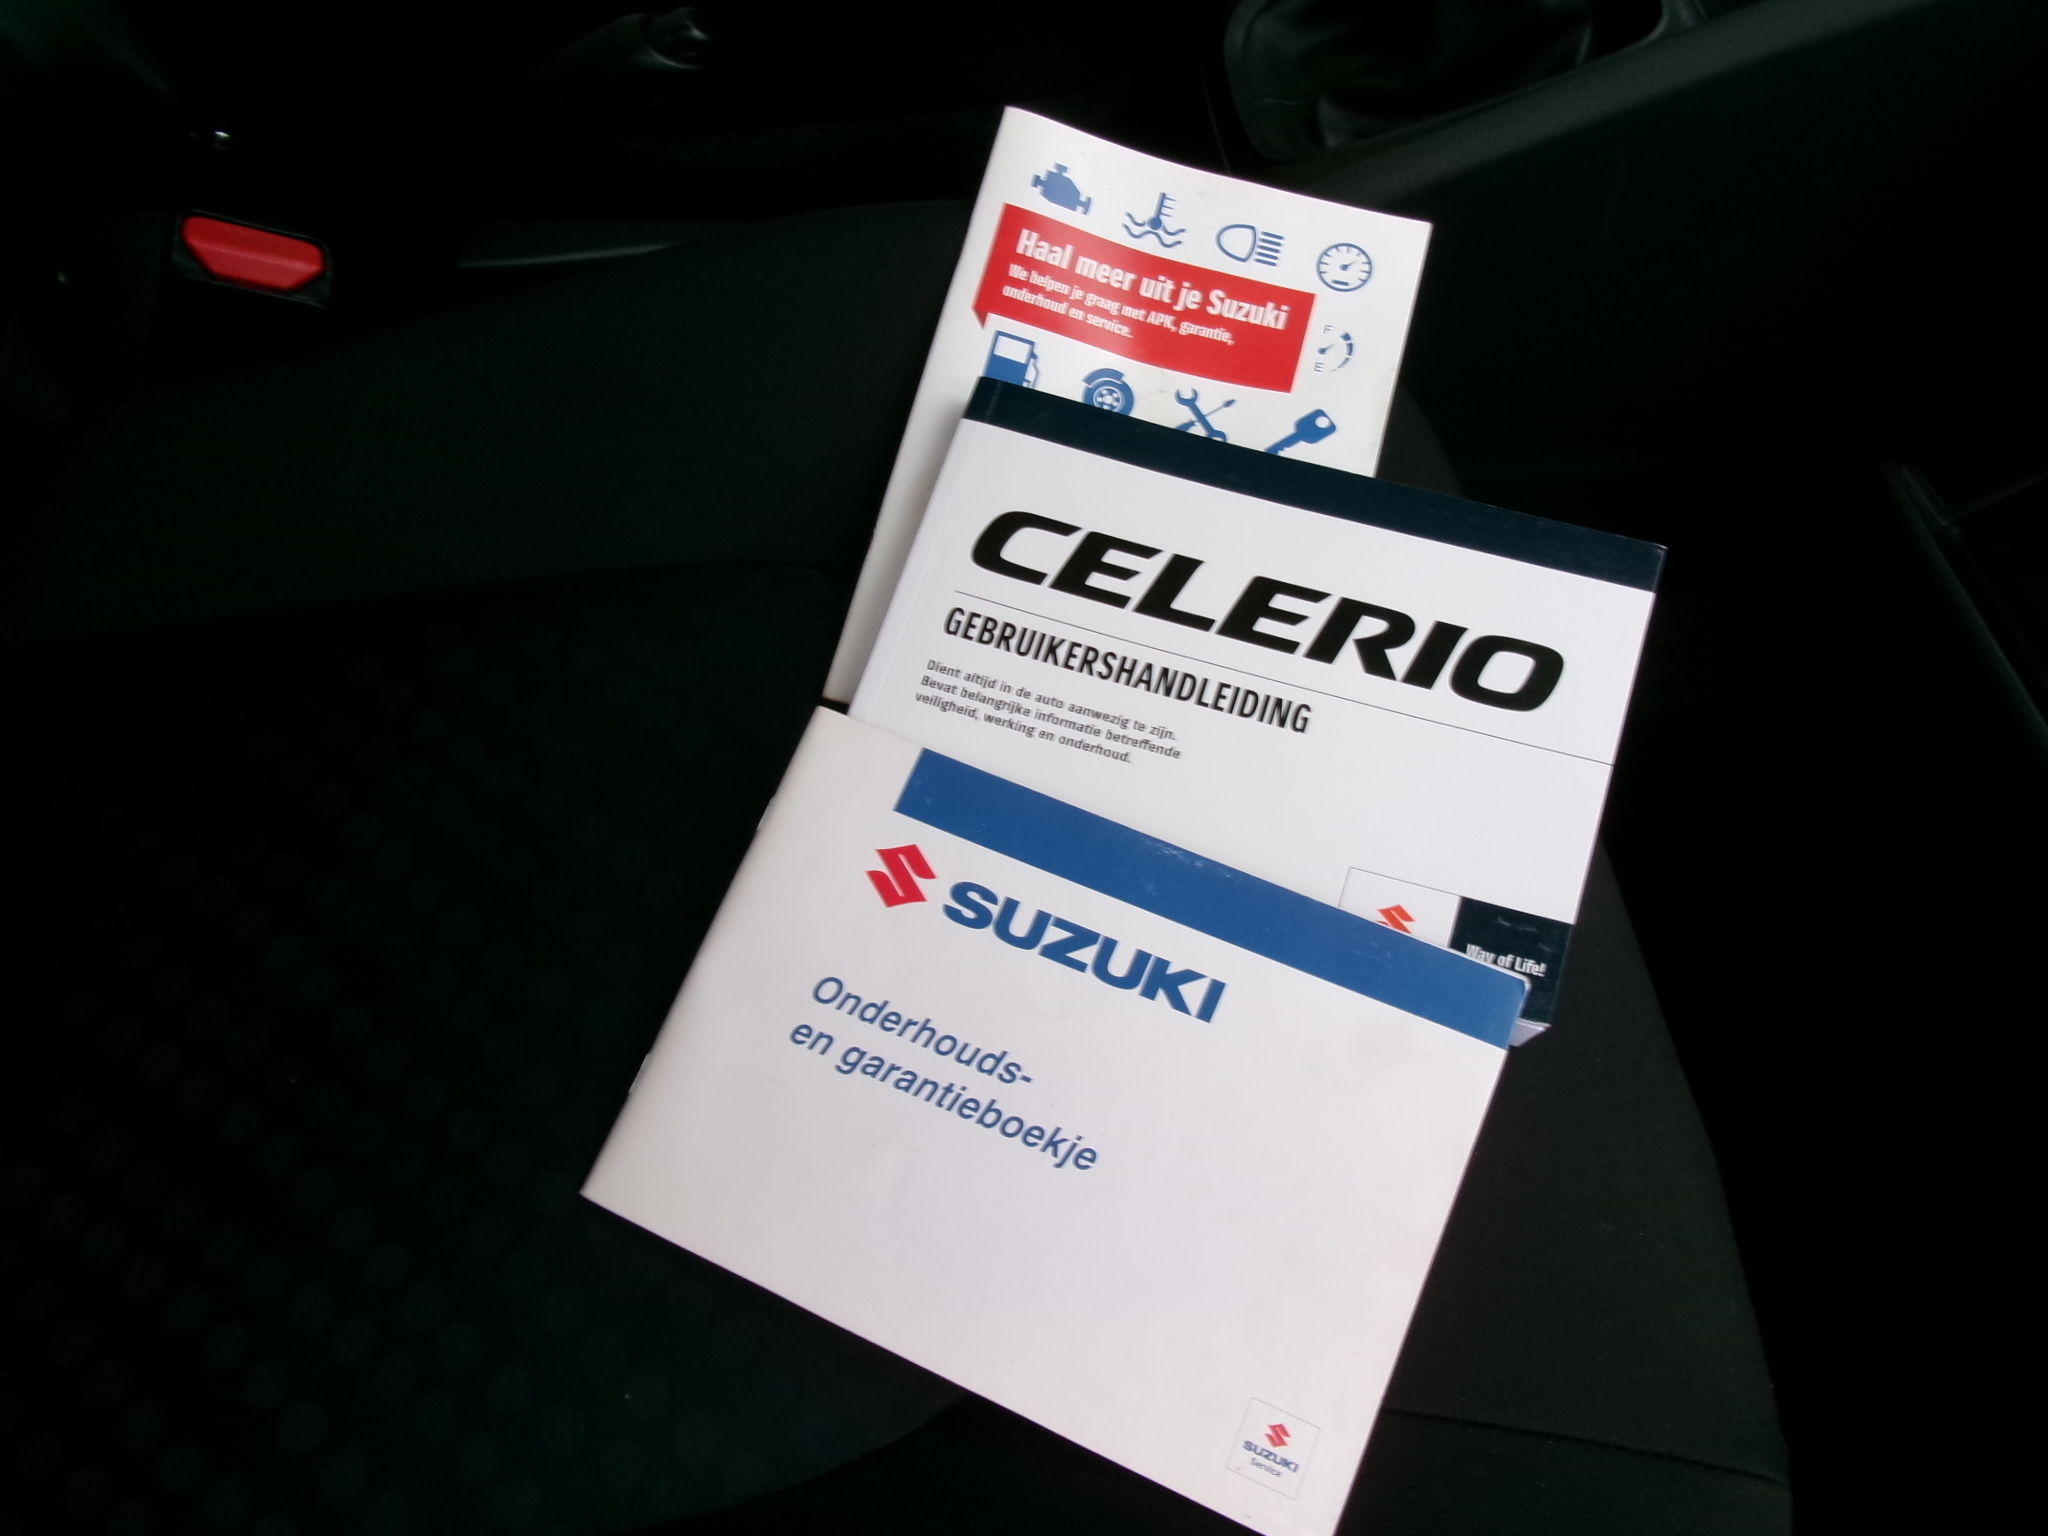 Haal meer uit je Suzuki
We helpen je graag met APK, garantie,
onderhoud en service.
F
E
CELERIO
GEBRUIKERSHANDLEIDING
Dient altijd in de auto aanwezig te zijn.
Bevat belangrijke informatie betreffende
veiligheid, werking en onderhoud.
Way of Life!
SUZUKI
Onderhouds-
en garantieboekje
SUZUKI
Service